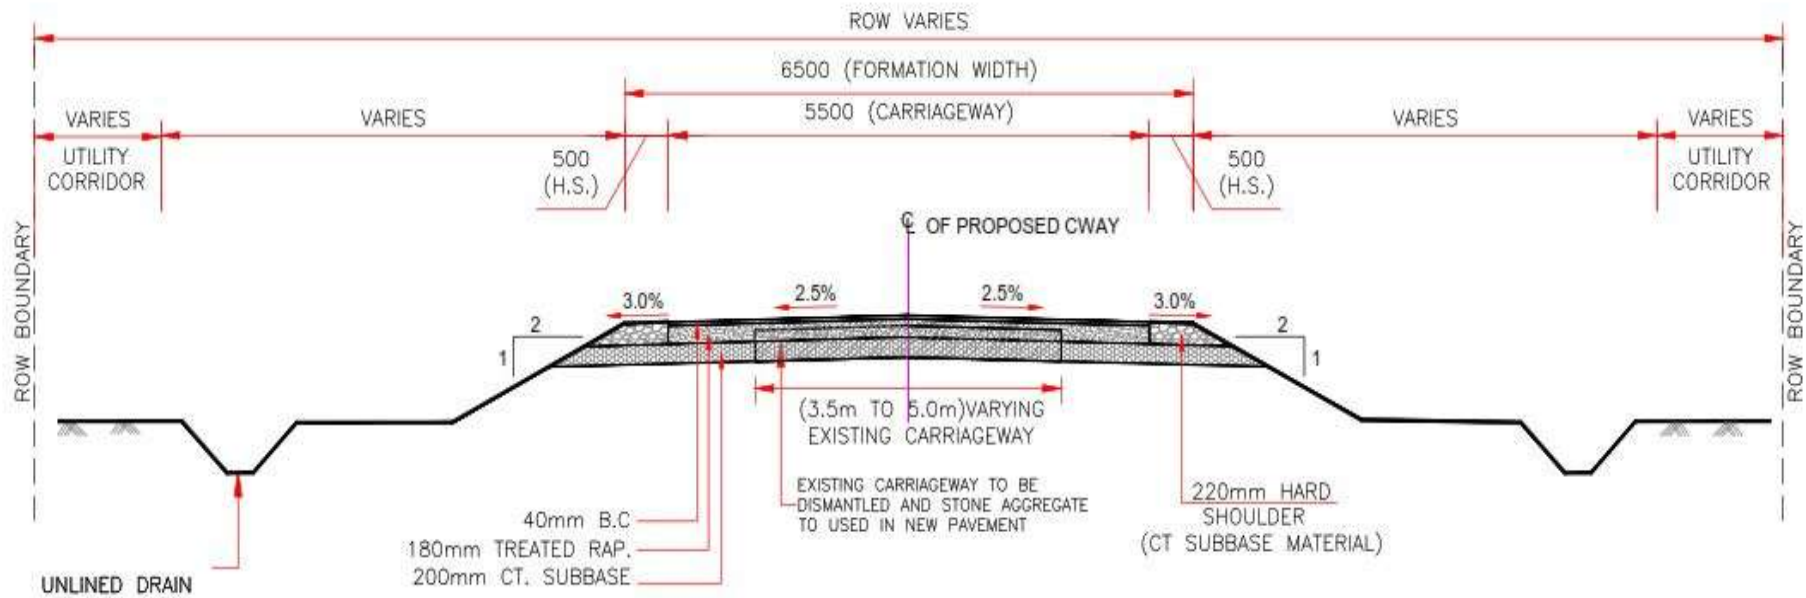 ROW VARIES
6500 (FORMATION WIDTH)
VARIES
VARIES
5500 (CARRIAGEWAY)
VARIES
VARIES
UTILITY
CORRIDOR
500
(H.S.)
500
(H.S.)
UTILITY
CORRIDOR
ROW BOUNDARY
℄ OF PROPOSED CWAY
ROW BOUNDARY
3.0%
2.5%
2.5%
3.0%
2
1
2
1
(3.5m TO 5.0m)VARYING
EXISTING CARRIAGEWAY
EXISTING CARRIAGEWAY TO BE
DISMANTLED AND STONE AGGREGATE
TO USED IN NEW PAVEMENT
220mm HARD
SHOULDER
(CT SUBBASE MATERIAL)
40mm B.C
180mm TREATED RAP.
200mm CT. SUBBASE
UNLINED DRAIN